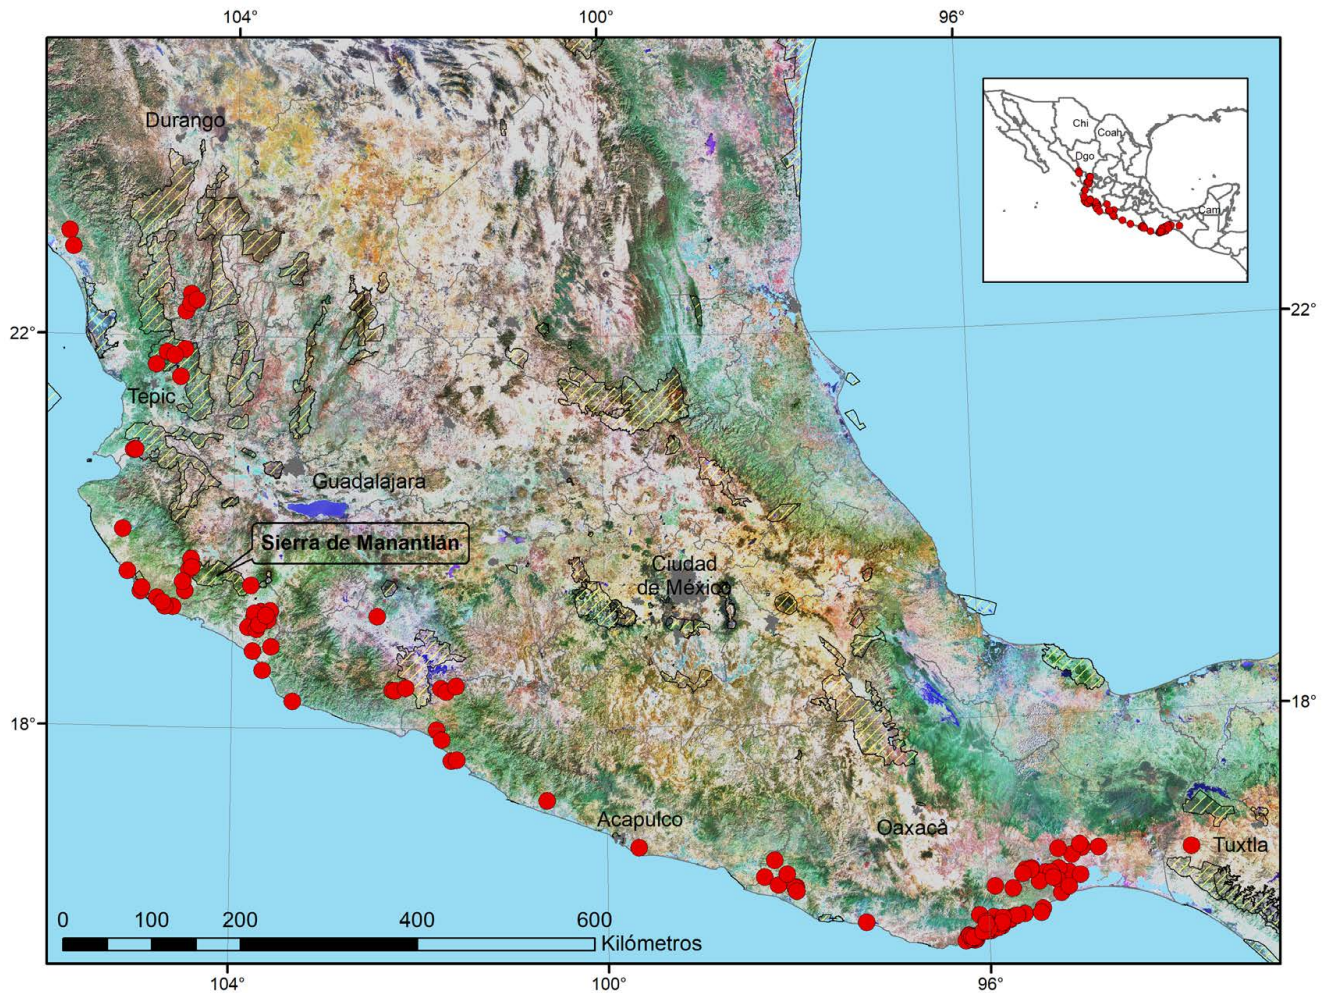 104° 100° 96°
Durango
Chi
Coah
Dgo
Cam
22° 22°
Tepic
Guadalajara
Sierra de Manantlán
Ciudad
de México
18° 18°
Acapulco
Oaxaca
Tuxtla
0 100 200 400 600
Kilómetros
104° 100° 96°